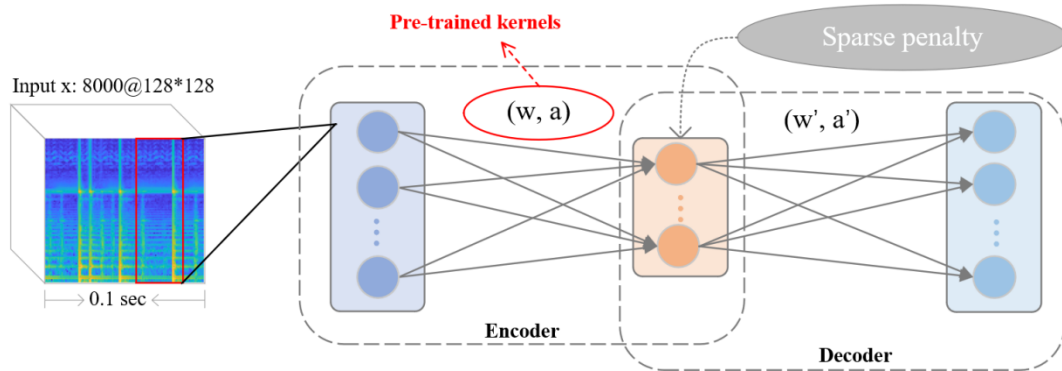 Pre-trained kernels
Sparse penalty
Input x: 8000@128*128
(w, a)
(w’, a’)
0.1 sec
Encoder
Decoder